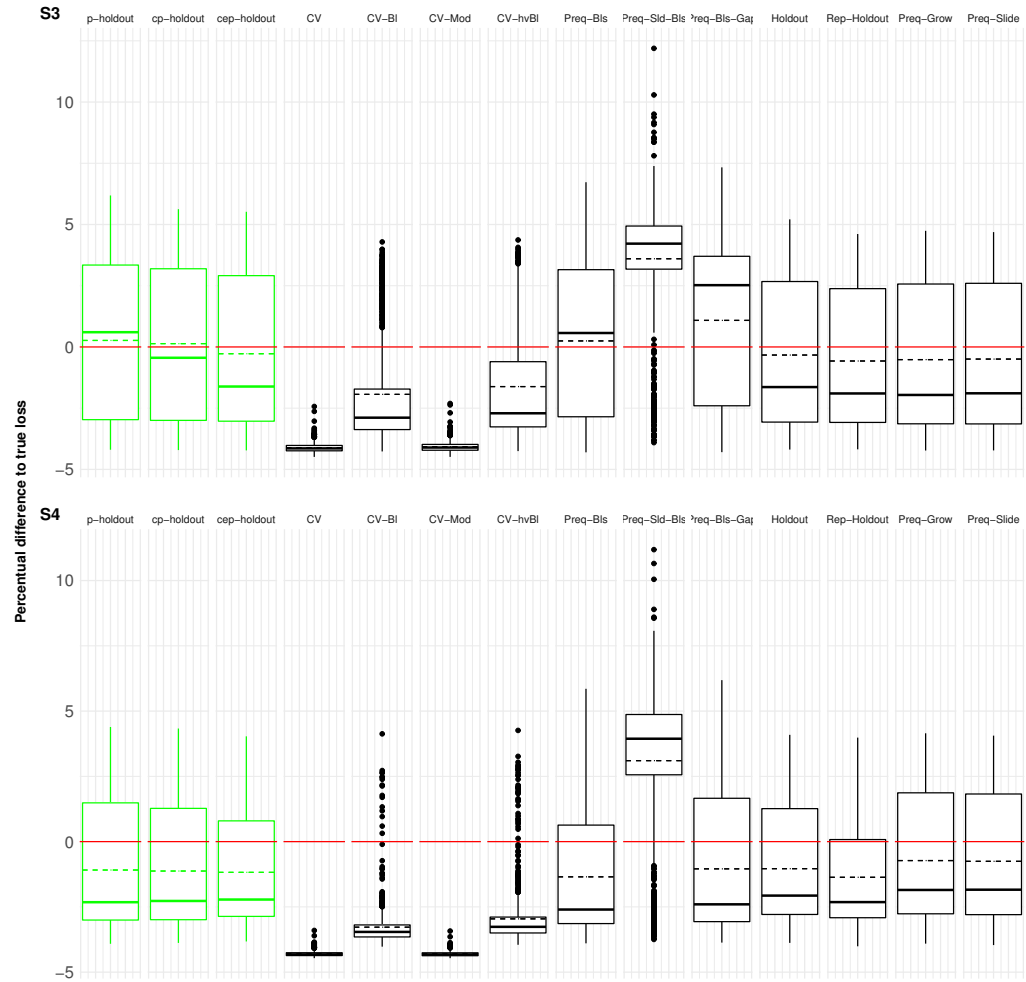 S3
p-holdout cp-holdout cep-holdout CV CV-Bl CV-Mod CV-hvBl Preq-Bls Preq-Sld-Bls Preq-Bls-Gap Holdout Rep-Holdout Preq-Grow Preq-Slide
10
5
0
-5
Percentual difference to true loss
S4
p-holdout cp-holdout cep-holdout CV CV-Bl CV-Mod CV-hvBl Preq-Bls Preq-Sld-Bls Preq-Bls-Gap Holdout Rep-Holdout Preq-Grow Preq-Slide
10
5
0
-5